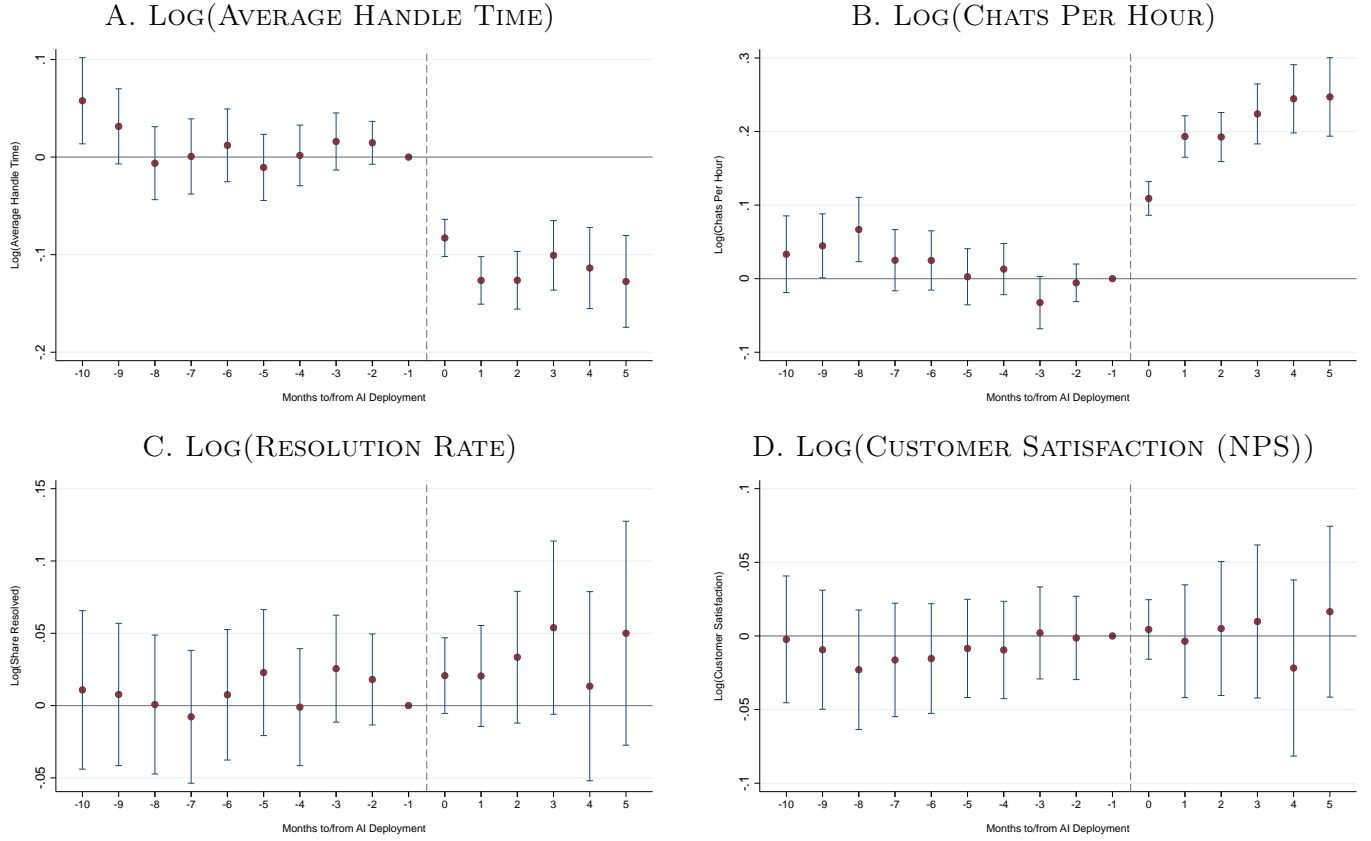 A. Log(Average Handle Time)
.1
0
-.1
-.2
Log(Average Handle Time)
-10 -9 -8 -7 -6 -5 -4 -3 -2 -1 0 1 2 3 4 5
Months to/from AI Deployment
B. Log(Chats Per Hour)
.3
.2
.1
0
-.1
Log(Chats Per Hour)
-10 -9 -8 -7 -6 -5 -4 -3 -2 -1 0 1 2 3 4 5
Months to/from AI Deployment
C. Log(Resolution Rate)
.15
.1
.05
0
-.05
Log(Share Resolved)
-10 -9 -8 -7 -6 -5 -4 -3 -2 -1 0 1 2 3 4 5
Months to/from AI Deployment
D. Log(Customer Satisfaction (NPS))
.1
.05
0
-.05
-.1
Log(Customer Satisfaction)
-10 -9 -8 -7 -6 -5 -4 -3 -2 -1 0 1 2 3 4 5
Months to/from AI Deployment